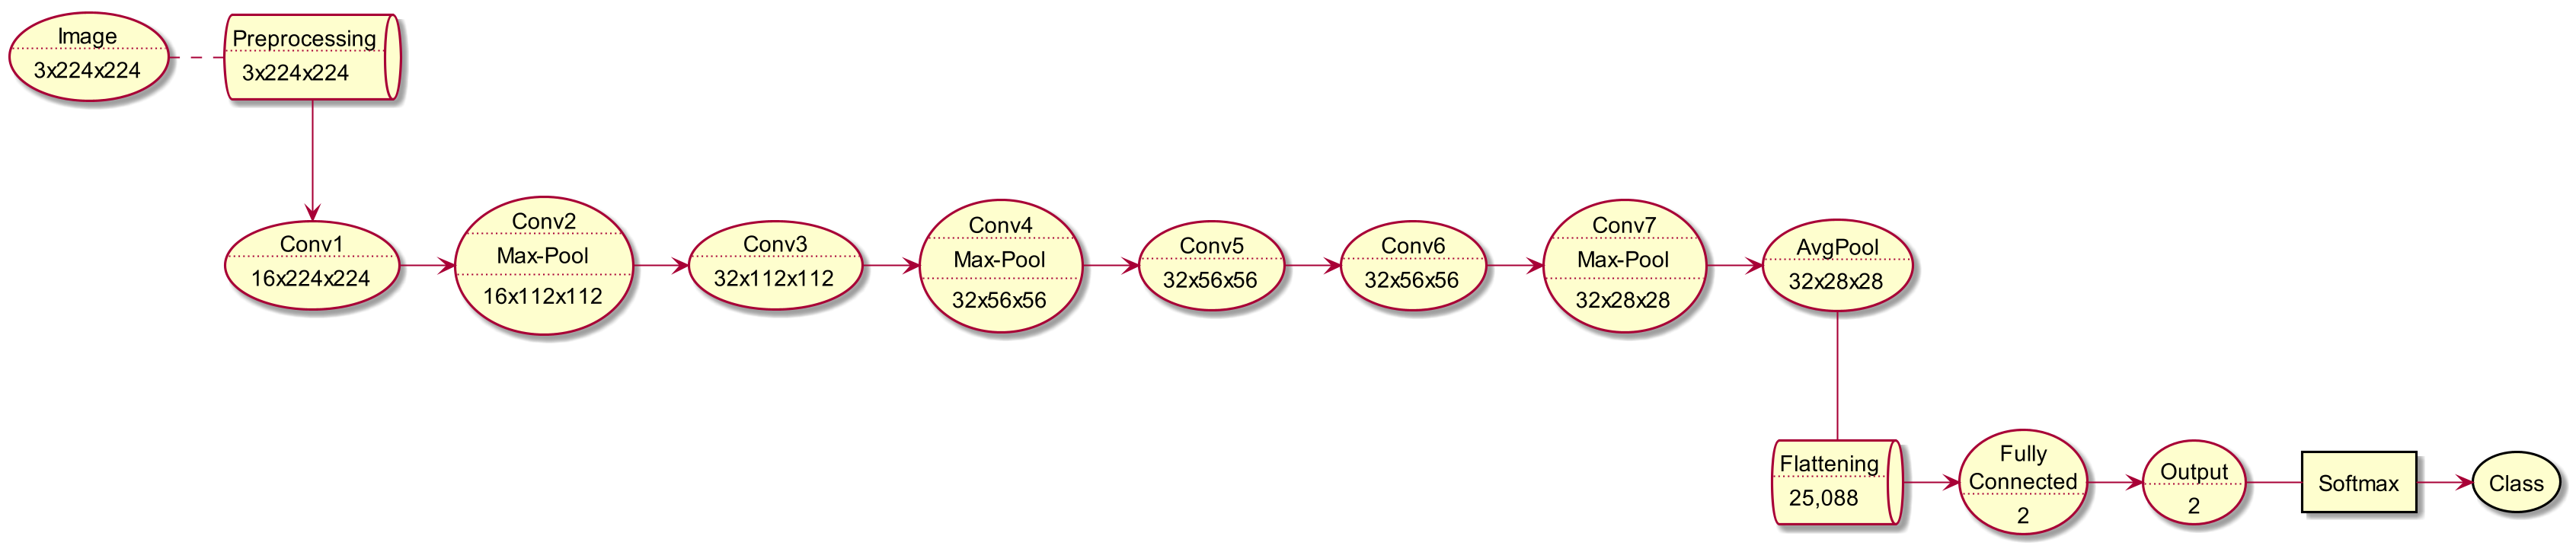 Image
3x224x224
Preprocessing
3x224x224
Conv1
16x224x224
Conv2
Max-Pool
16x112x112
Conv3
32x112x112
Conv4
Max-Pool
32x56x56
Conv5
32x56x56
Conv6
32x56x56
Conv7
Max-Pool
32x28x28
AvgPool
32x28x28
Flattening
25,088
Fully
Connected
2
Output
2
Softmax
Class